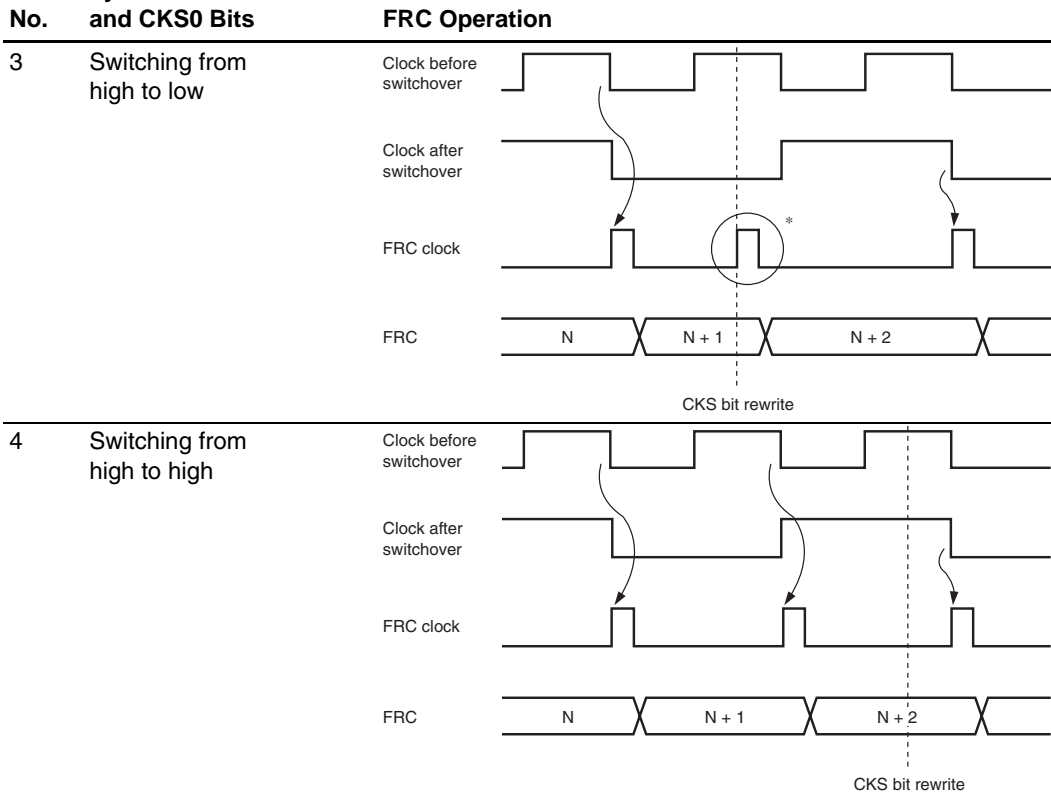 No.
and CKS0 Bits
FRC Operation
3
Switching from
high to low
Clock before
switchover
Clock after
switchover
FRC clock
*
FRC
N
N + 1
N + 2
CKS bit rewrite
4
Switching from
high to high
Clock before
switchover
Clock after
switchover
FRC clock
FRC
N
N + 1
N + 2
CKS bit rewrite